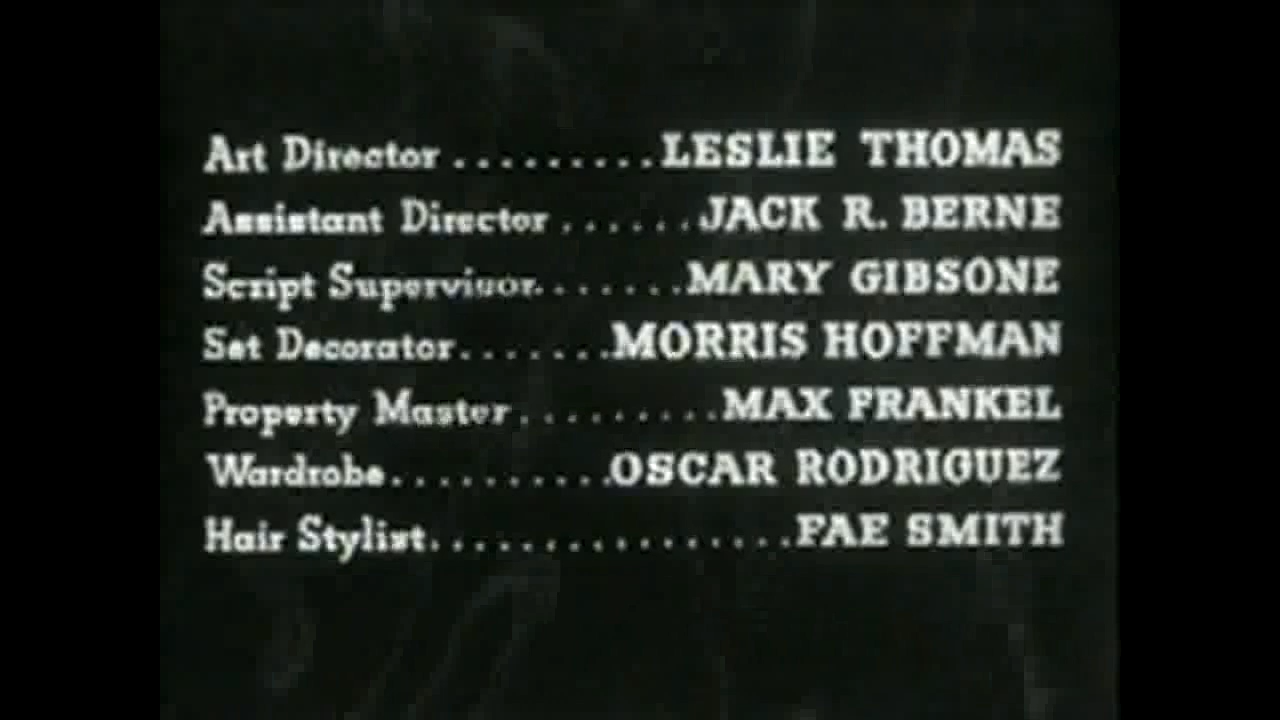 Art Director .........LESLIE THOMAS
Assistant Director ......JACK R. BERNE
Script Supervisor.......MARY GIBSONE
Set Decorator.......MORRIS HOFFMAN
Property Master.........MAX FRANKEL
Wardrobe..........OSCAR RODRIGUEZ
Hair Stylist................FAE SMITH